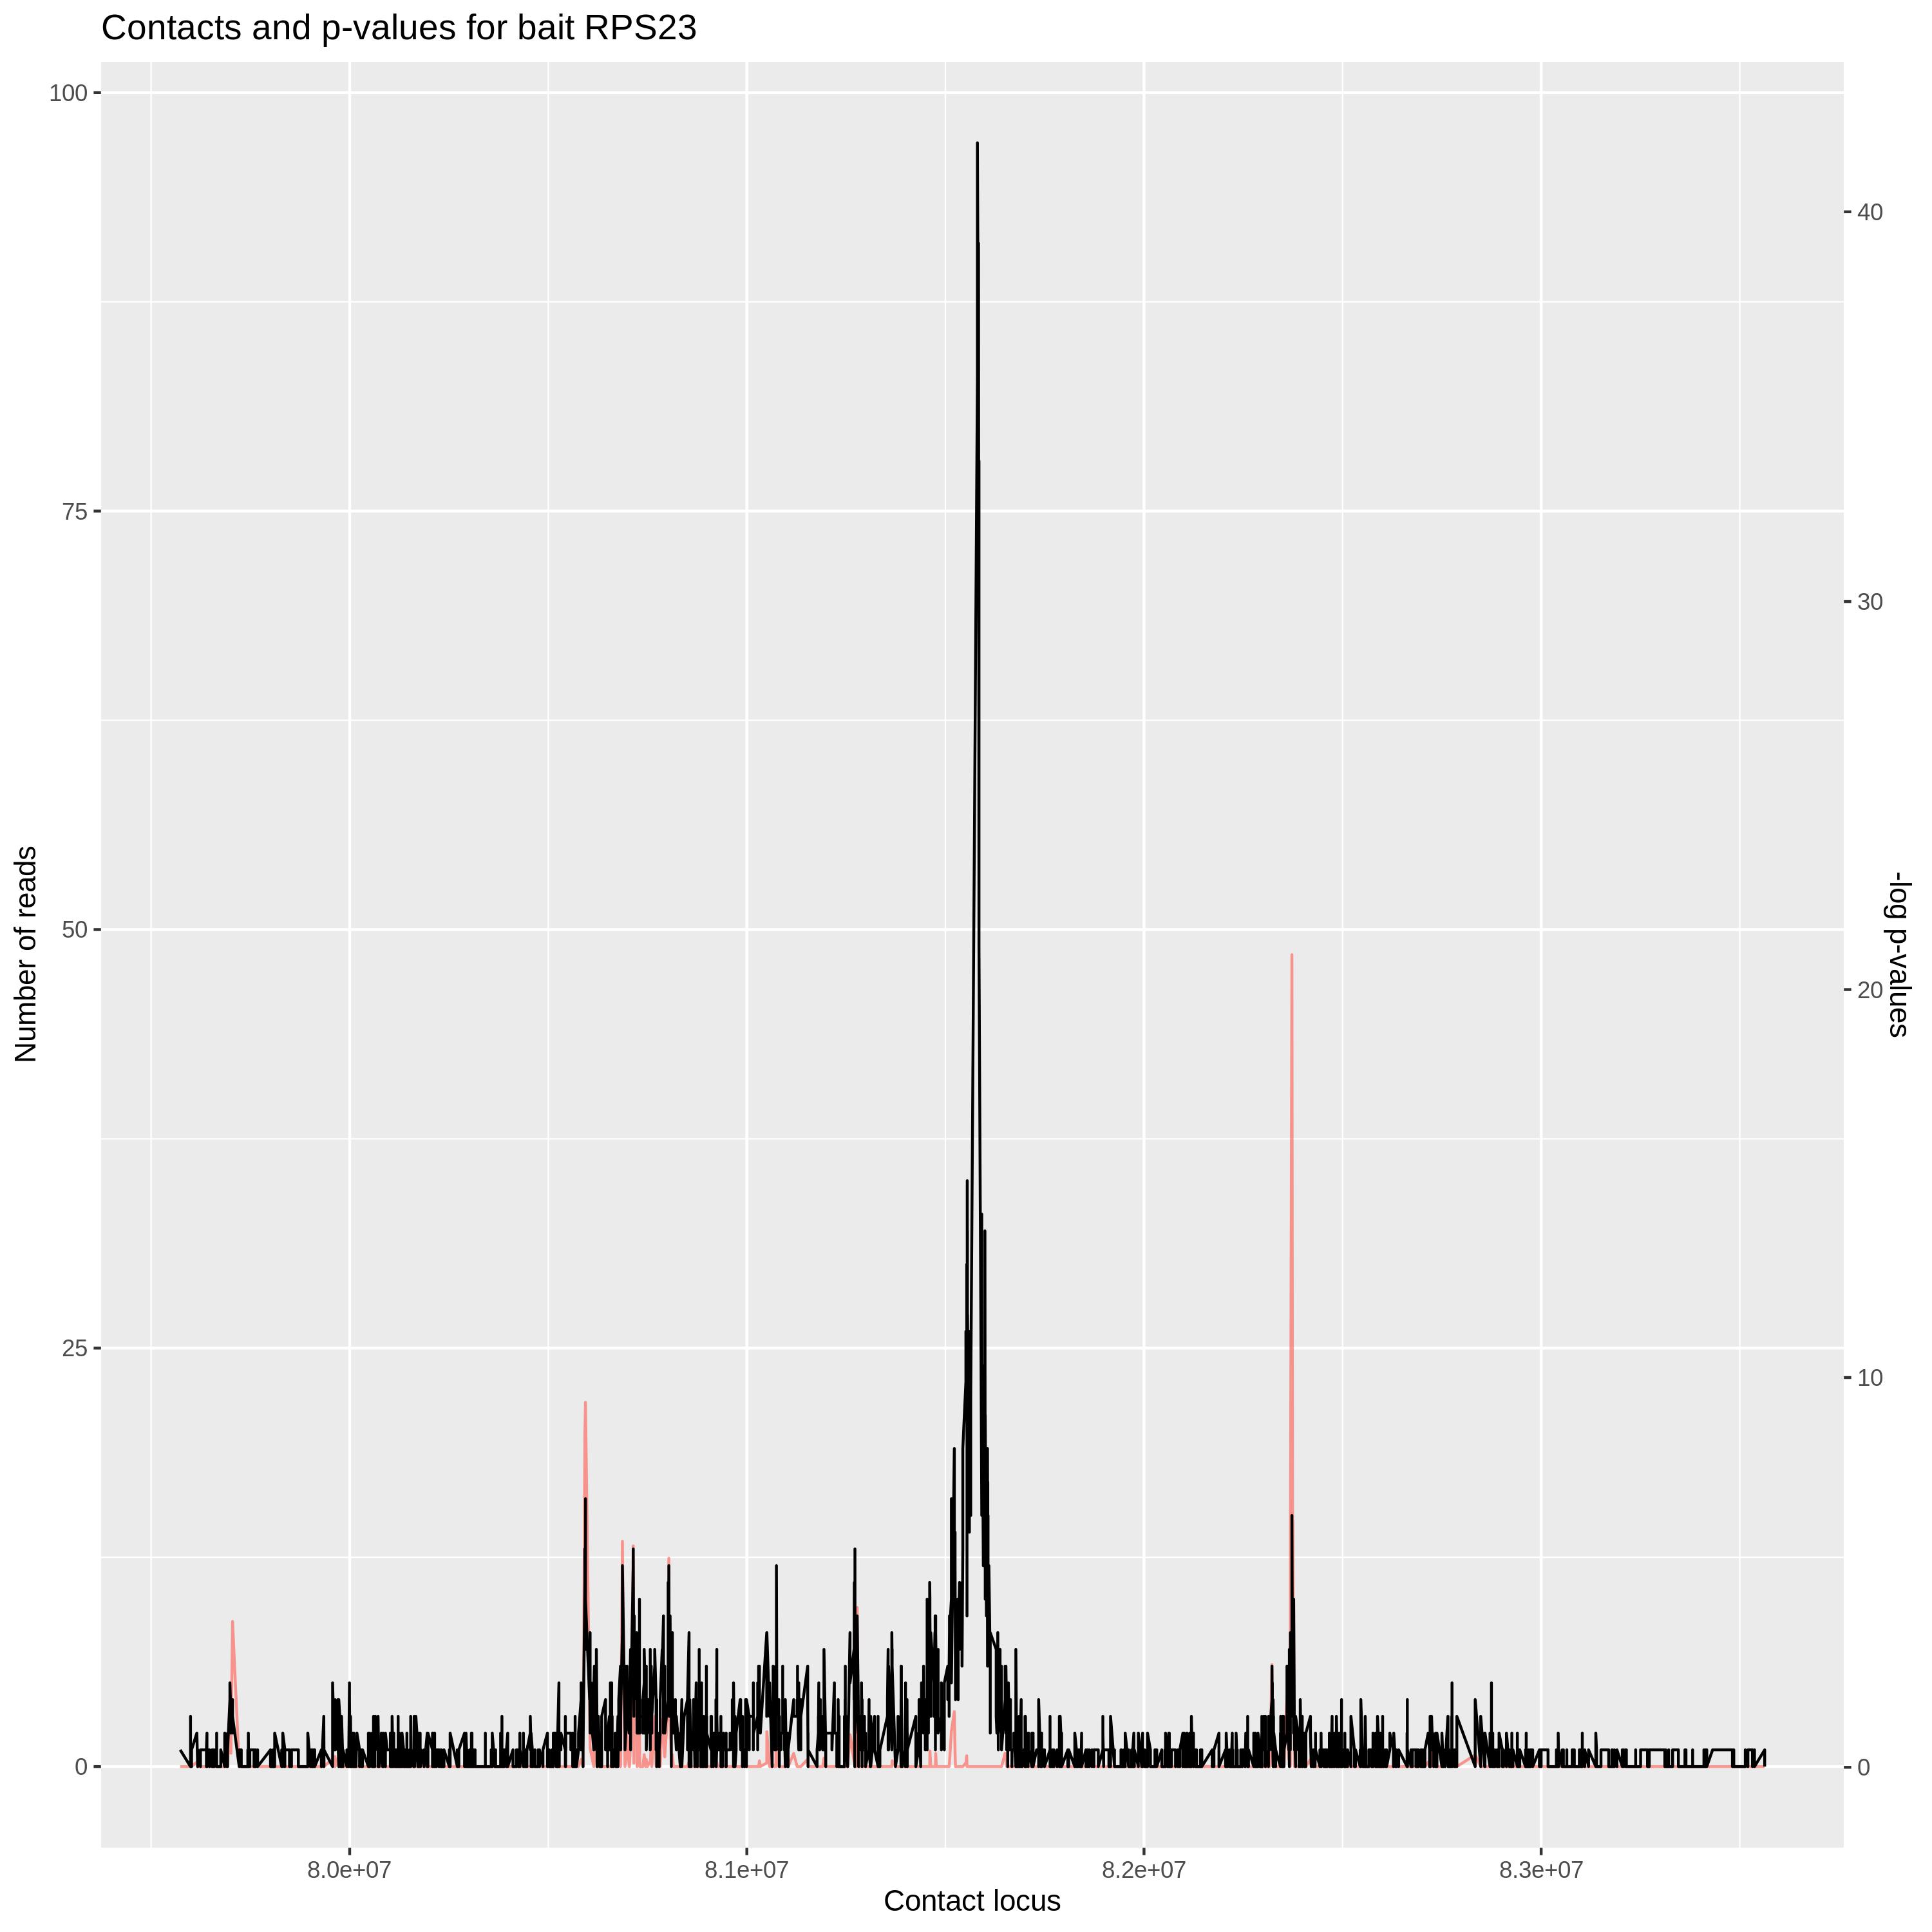 Contacts and p-values for bait RPS23
100
75
50
25
0
Number of reads
40
30
20
10
0
-log p-values
8.0e+07
8.1e+07
8.2e+07
8.3e+07
Contact locus